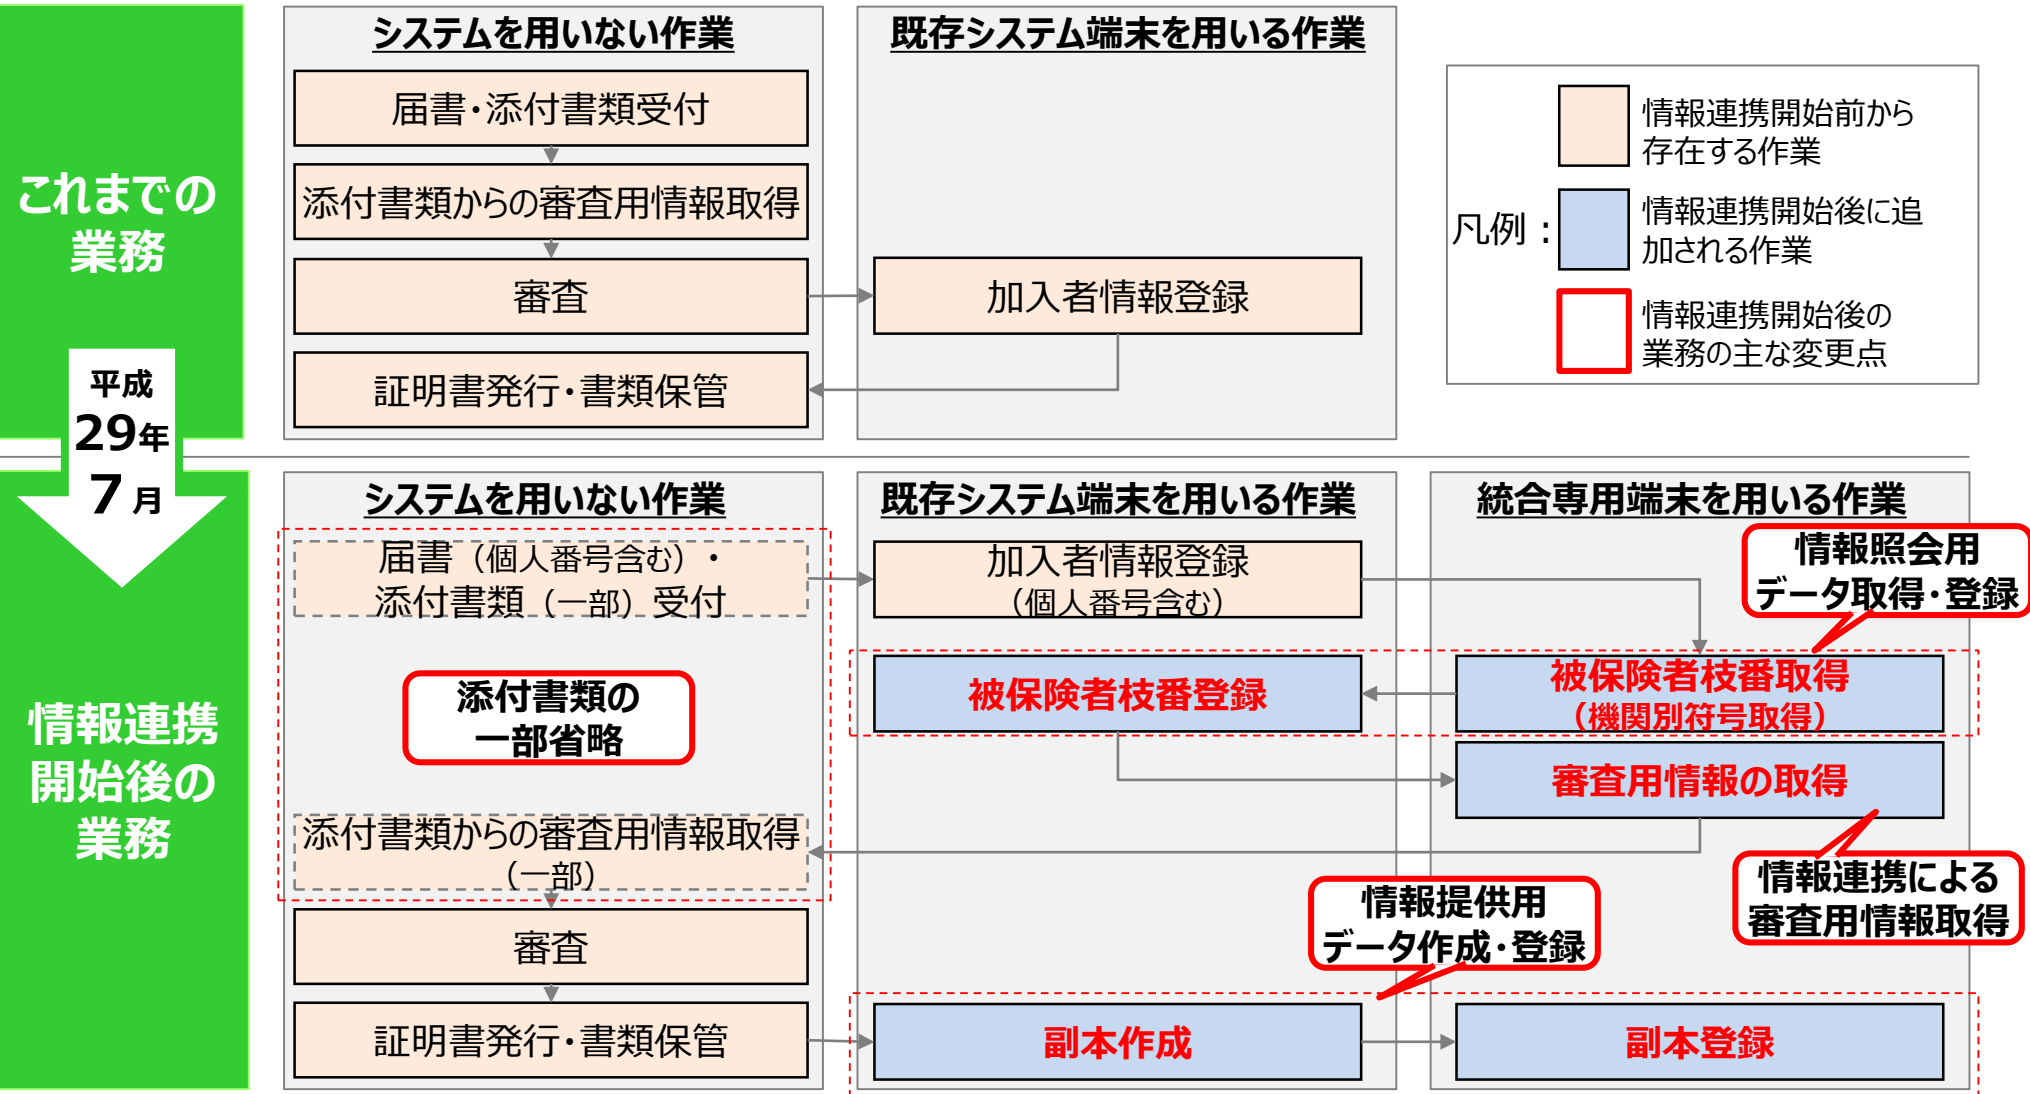 これまでの
業務
システムを用いない作業
届書・添付書類受付
添付書類からの審査用情報取得
審査
証明書発行・書類保管
既存システム端末を用いる作業
加入者情報登録
凡例：
情報連携開始前から
存在する作業
情報連携開始後に追
加される作業
情報連携開始後の
業務の主な変更点
平成
29年
7月
情報連携
開始後の
業務
システムを用いない作業
届書（個人番号含む）・
添付書類（一部）受付
添付書類の
一部省略
添付書類からの審査用情報取得
（一部）
審査
証明書発行・書類保管
既存システム端末を用いる作業
加入者情報登録
（個人番号含む）
被保険者枝番登録
情報提供用
データ作成・登録
副本作成
統合専用端末を用いる作業
情報照会用
データ取得・登録
被保険者枝番取得
（機関別符号取得）
審査用情報の取得
情報連携による
審査用情報取得
副本登録